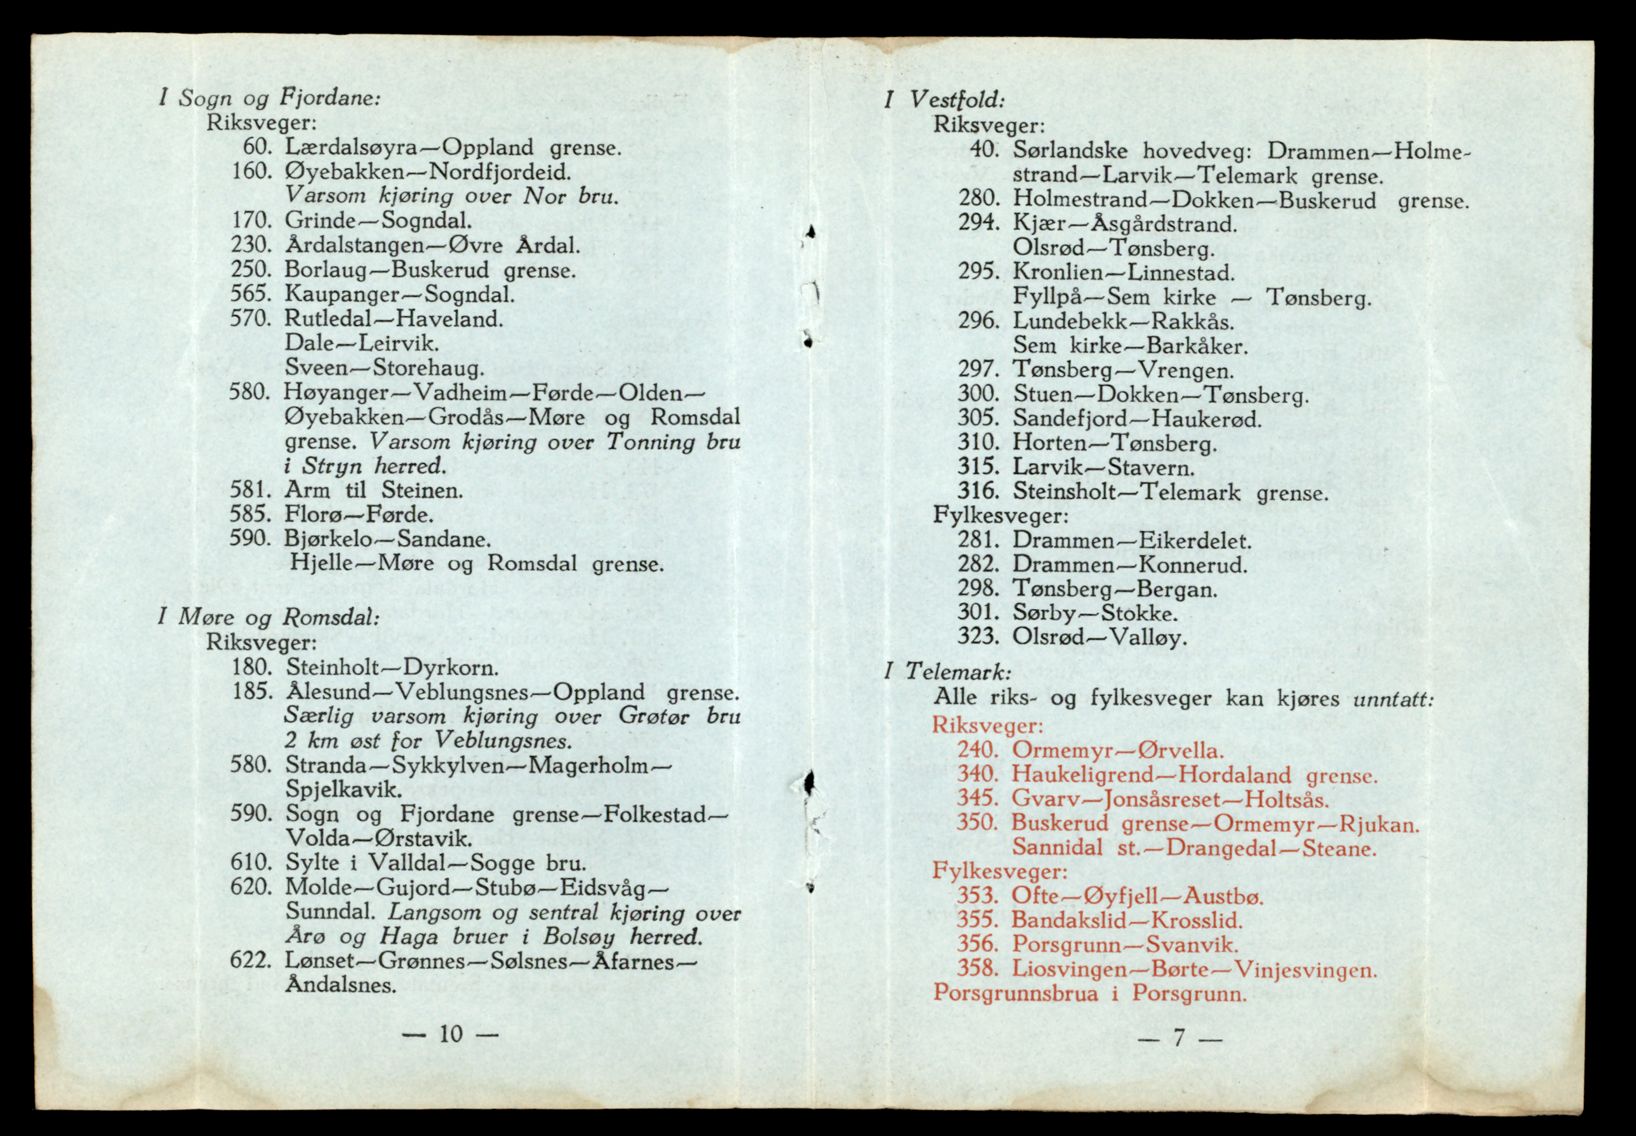 I Sogn og Fjordane:
Riksveger:
60. Lærdalsøyra—Oppland grense.
160. Øyebakken—Nordfjordeid.
Varsom kjøring over Nor bru.
170. Grinde—Sogndal.
230. Årdalstangen—Øvre Årdal.
250. Borlaug—Buskerud grense.
565. Kaupanger—Sogndal.
570. Rutledal—Haveland.
Dale—Leirvik.
Sveen—Storehaug.
580. Høyanger—Vadheim—Førde—Olden—
Øyebakken—Grodås—Møre og Romsdal
grense. Varsom kjøring over Tonning bru
i Stryn herred.
581. Arm til Steinen.
585. Florø—Førde.
590. Bjørkelo—Sandane.
Hjelle—Møre og Romsdal grense.
I Møre og Romsdal:
Riksveger:
180. Steinholt—Dyrkorn.
185. Ålesund—Veblungsnes—Oppland grense.
Særlig varsom kjøring over Grøtør bru
2 km øst for Veblungsnes.
580. Stranda—Sykkylven—Magerholm—
Spjelkavik.
590. Sogn og Fjordane grense—Folkestad—
Volda—Ørstavik.
610. Sylte i Valldal—Sogge bru.
620. Molde—Gujord—Stubø—Eidsvåg—
Sunndal. Langsom og sentral kjøring over
Årø og Haga bruer i Bolsøy herred.
622. Lønset—Grønnes—Sølsnes—Åfarnes—
Åndalsnes.
— 10 —
I Vestfold:
Riksveger:
40. Sørlandske hovedveg: Drammen—Holme-
strand—Larvik—Telemark grense.
280. Holmestrand—Dokken—Buskerud grense.
294. Kjær—Åsgårdstrand.
Olsrød—Tønsberg.
295. Kronlien—Linnestad.
Fyllpå—Sem kirke — Tønsberg.
296. Lundebekk—Rakkås.
Sem kirke—Barkåker.
297. Tønsberg—Vrengen.
300. Stuen—Dokken—Tønsberg.
305. Sandefjord—Haukerød.
310. Horten—Tønsberg.
315. Larvik—Stavern.
316. Steinsholt—Telemark grense.
Fylkesveger:
281. Drammen—Eikerdelet.
282. Drammen—Konnerud.
298. Tønsberg—Bergan.
301. Sørby—Stokke.
323. Olsrød—Valløy.
I Telemark:
Alle riks- og fylkesveger kan kjøres unntatt:
Riksveger:
240. Ormemyr—Ørvella.
340. Haukeligrend—Hordaland grense.
345. Gvarv—Jonsåsreset—Holtsås.
350. Buskerud grense—Ormemyr—Rjukan.
Sannidal st.—Drangedal—Steane.
Fylkesveger:
353. Ofte—Øyfjell—Austbø.
355. Bandakslid—Krosslid.
356. Porsgrunn—Svanvik.
358. Liosvingen—Børte—Vinjesvingen.
Porsgrunnsbrua i Porsgrunn.
— 7 —